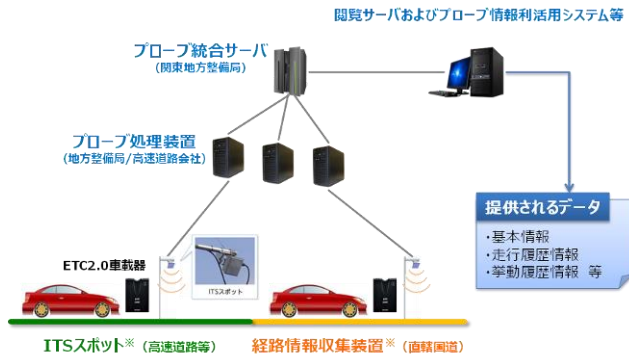 閲覧サーバおよびプローブ情報利活用システム等
プローブ統合サーバ
(関東地方整備局)
プローブ処理装置
(地方整備局/高速道路会社)
提供されるデータ
・基本情報
・走行履歴情報
・挙動履歴情報 等
ETC2.0車載器
ITSスポット
ITSスポット※ (高速道路等)
経路情報収集装置※ (直轄国道)